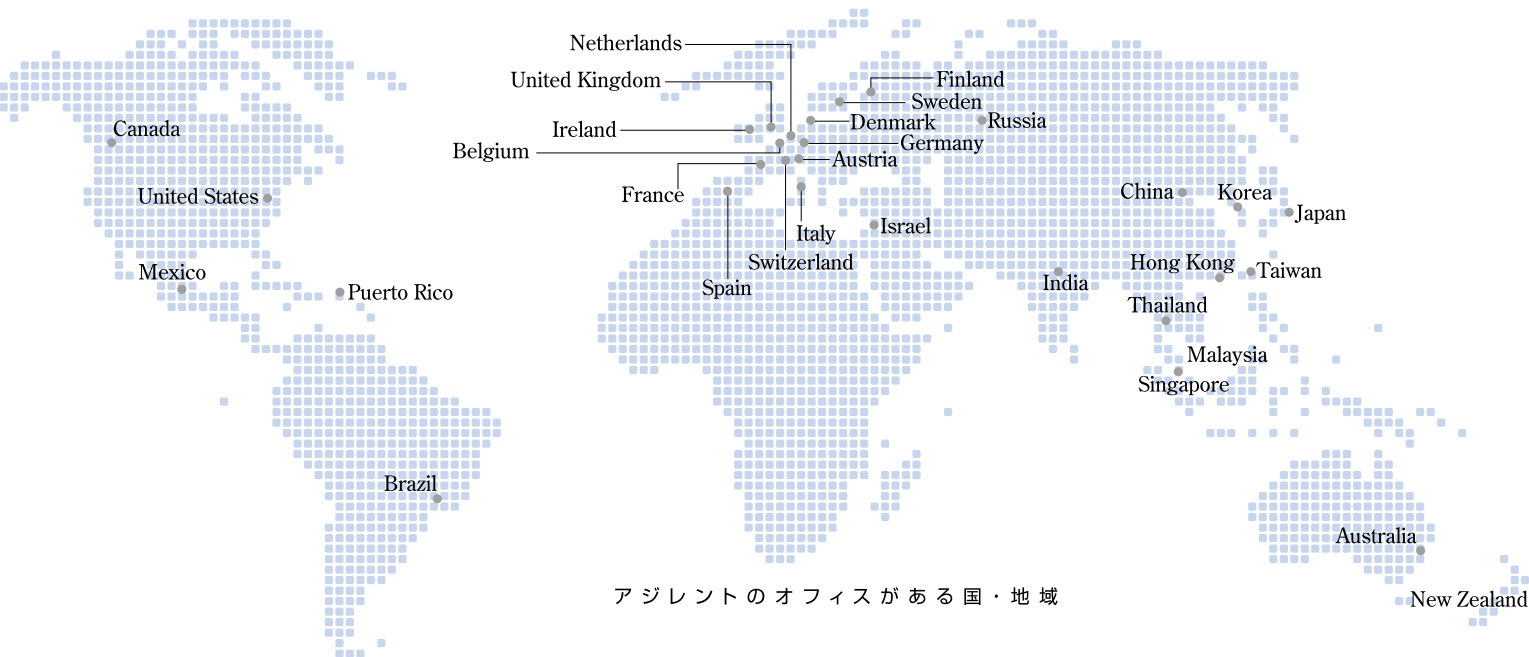 Netherlands
United Kingdom
Finland
Sweden
Canada
Ireland
Denmark
Russia
Belgium
Germany
Austria
United States
France
China
Korea
Japan
Italy
Israel
Switzerland
Mexico
Spain
Hong Kong
Taiwan
India
Puerto Rico
Thailand
Malaysia
Singapore
Brazil
Australia
アジレントのオフィスがある国・地域
New Zealand